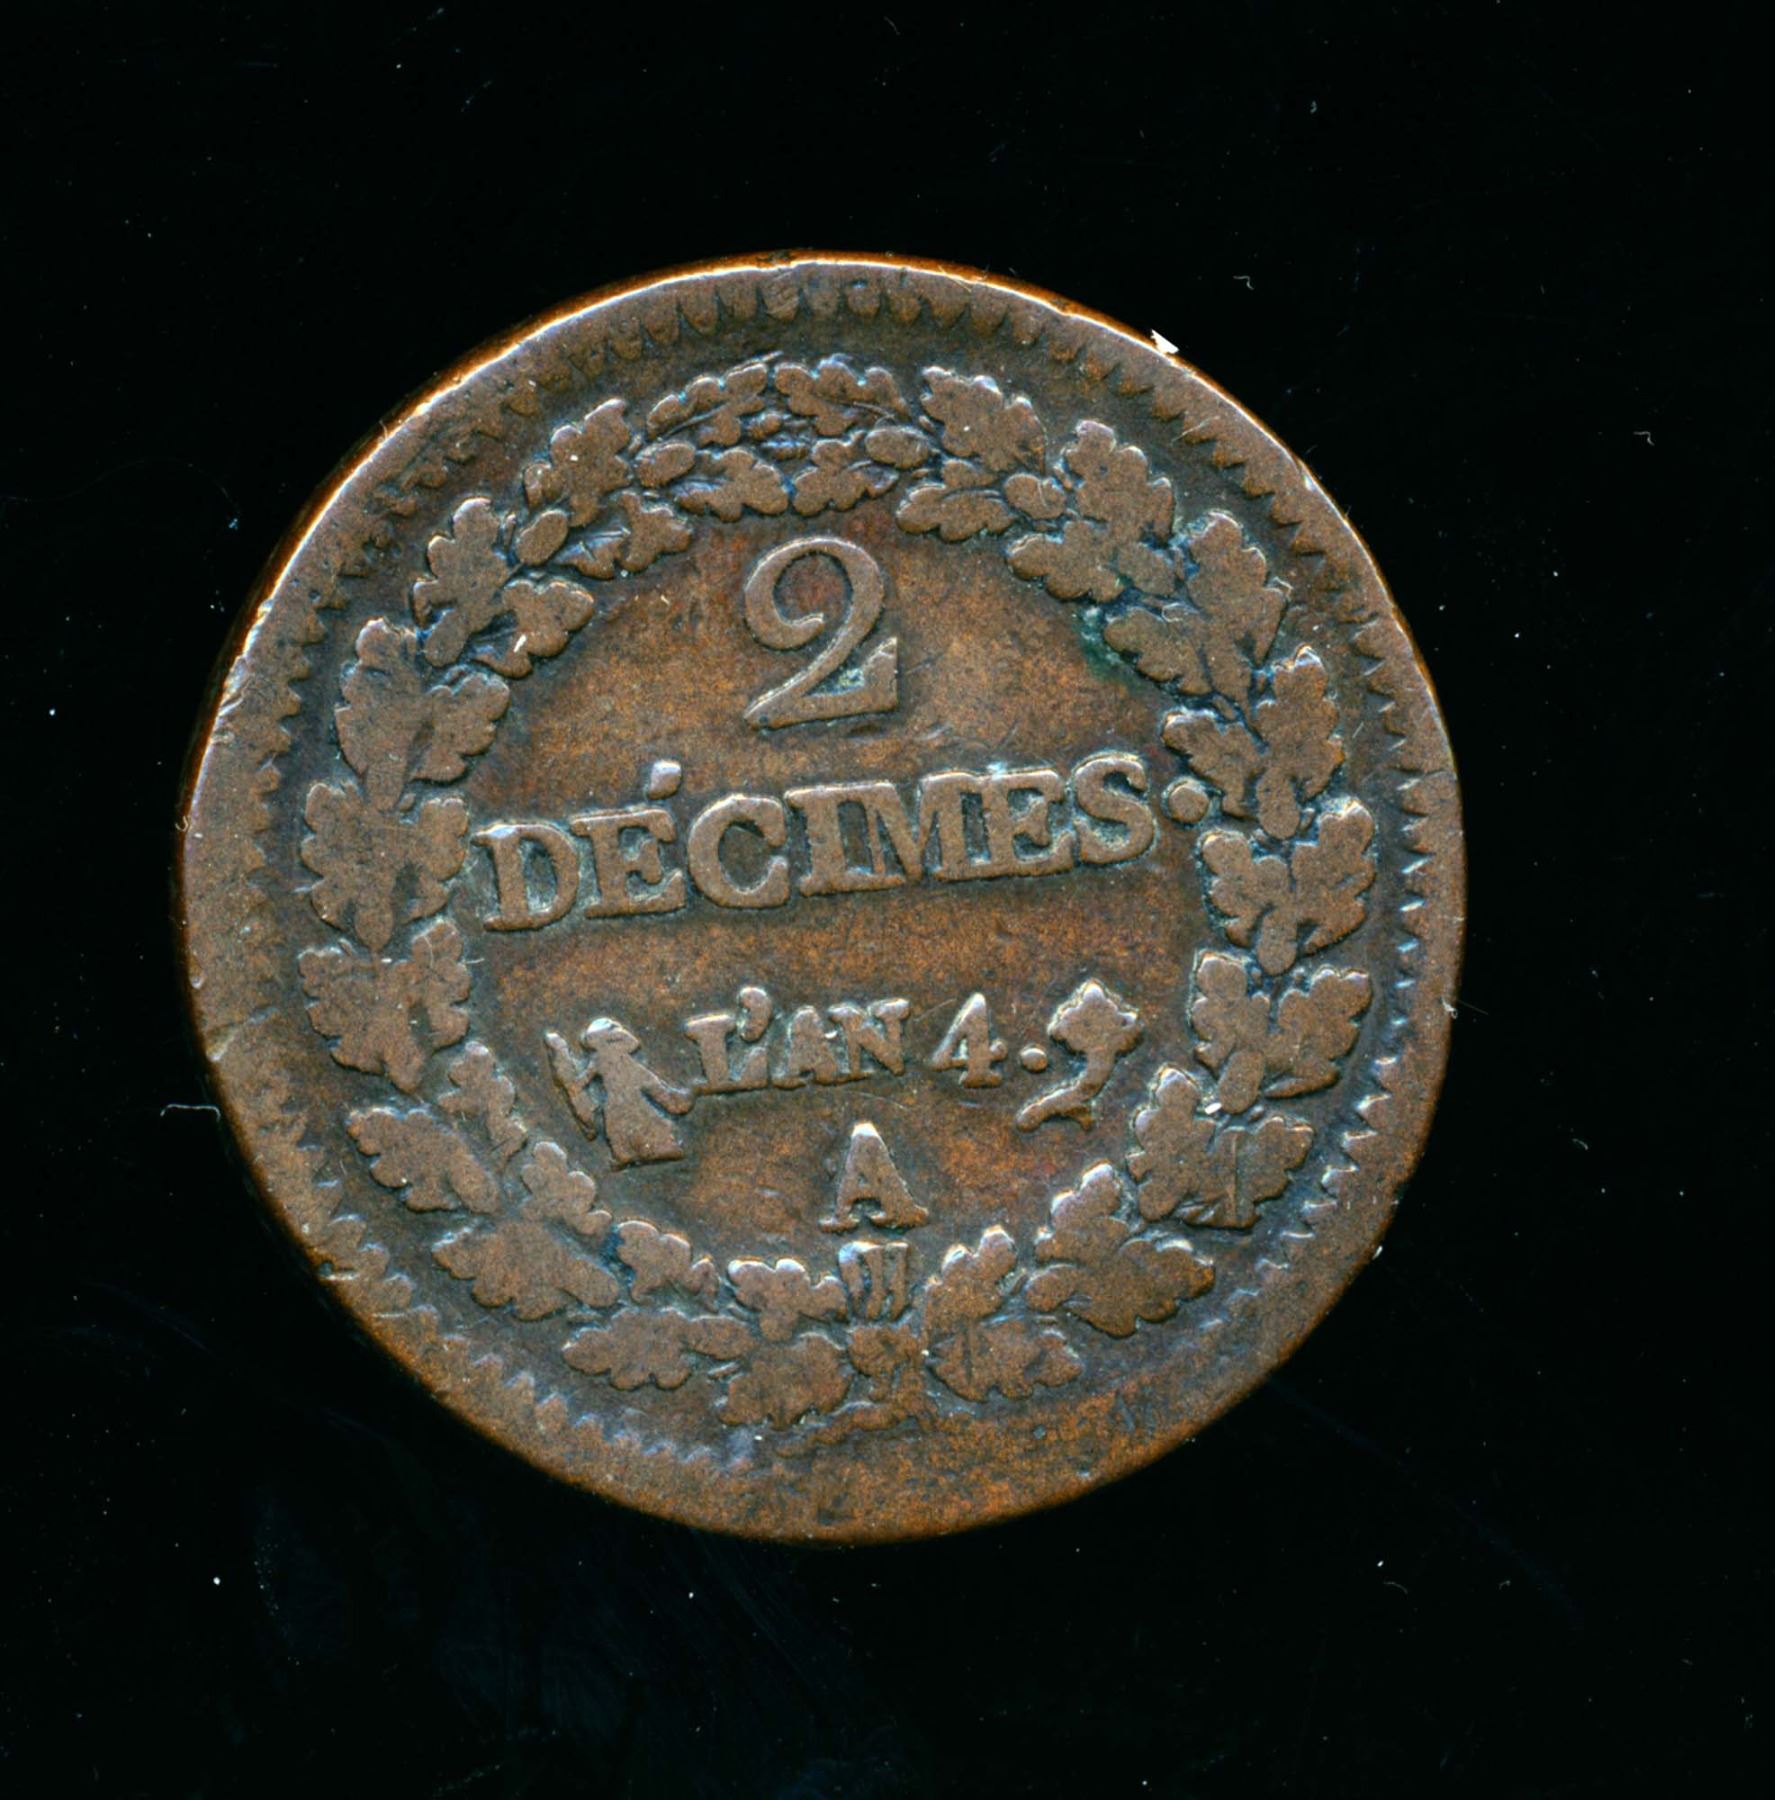 2
DÉCIMES.
L'AN 4.
A